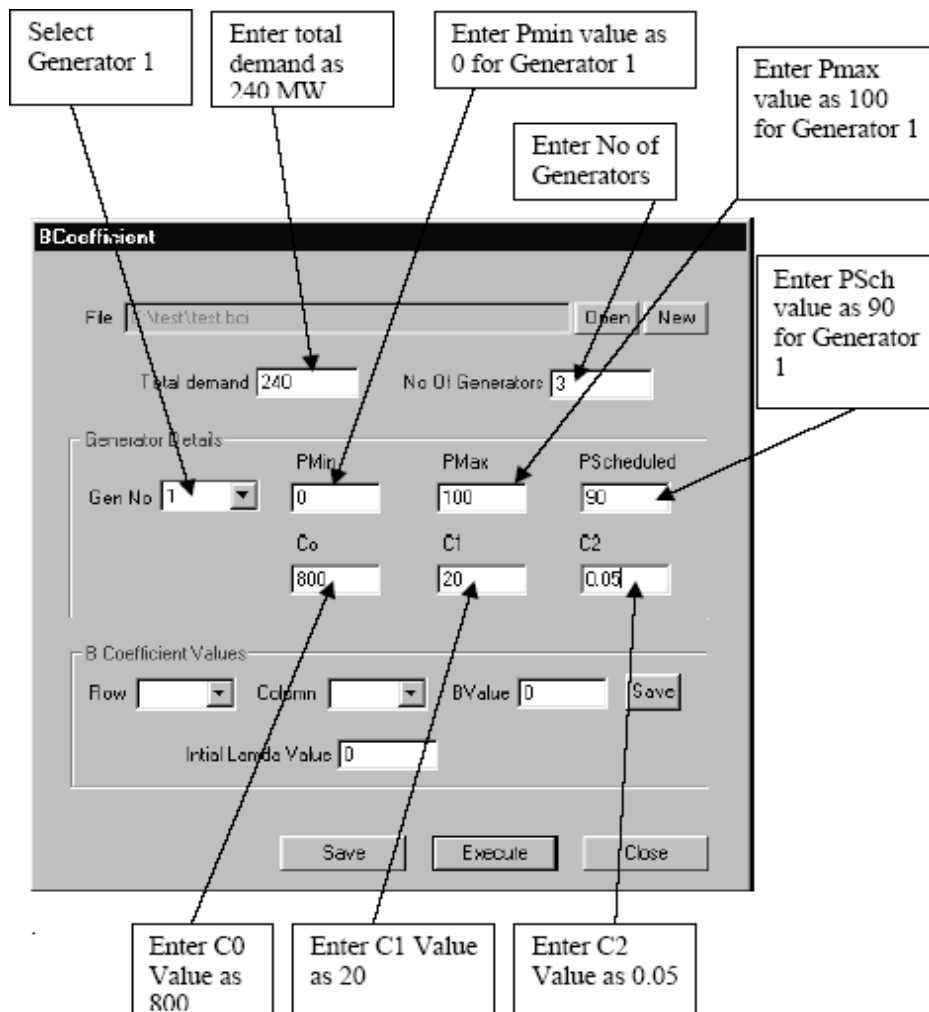 Select
Generator 1
Enter total
demand as
240 MW
Enter Pmin value as
0 for Generator 1
Enter Pmax
value as 100
for Generator 1
Enter No of
Generators
BCoefficient
Enter PSch
value as 90
for Generator
1
File :\test\test.bci Open New
Total demand 240 No Of Generators 3
Generator Details
PMin PMax PScheduled
Gen No 1 0 100 90
Co C1 C2
800 20 0.05
B Coefficient Values
Row Column BValue 0 Save
Intial Lamda Value 0
Save Execute Close
Enter C0
Value as
800
Enter C1 Value
as 20
Enter C2
Value as 0.05